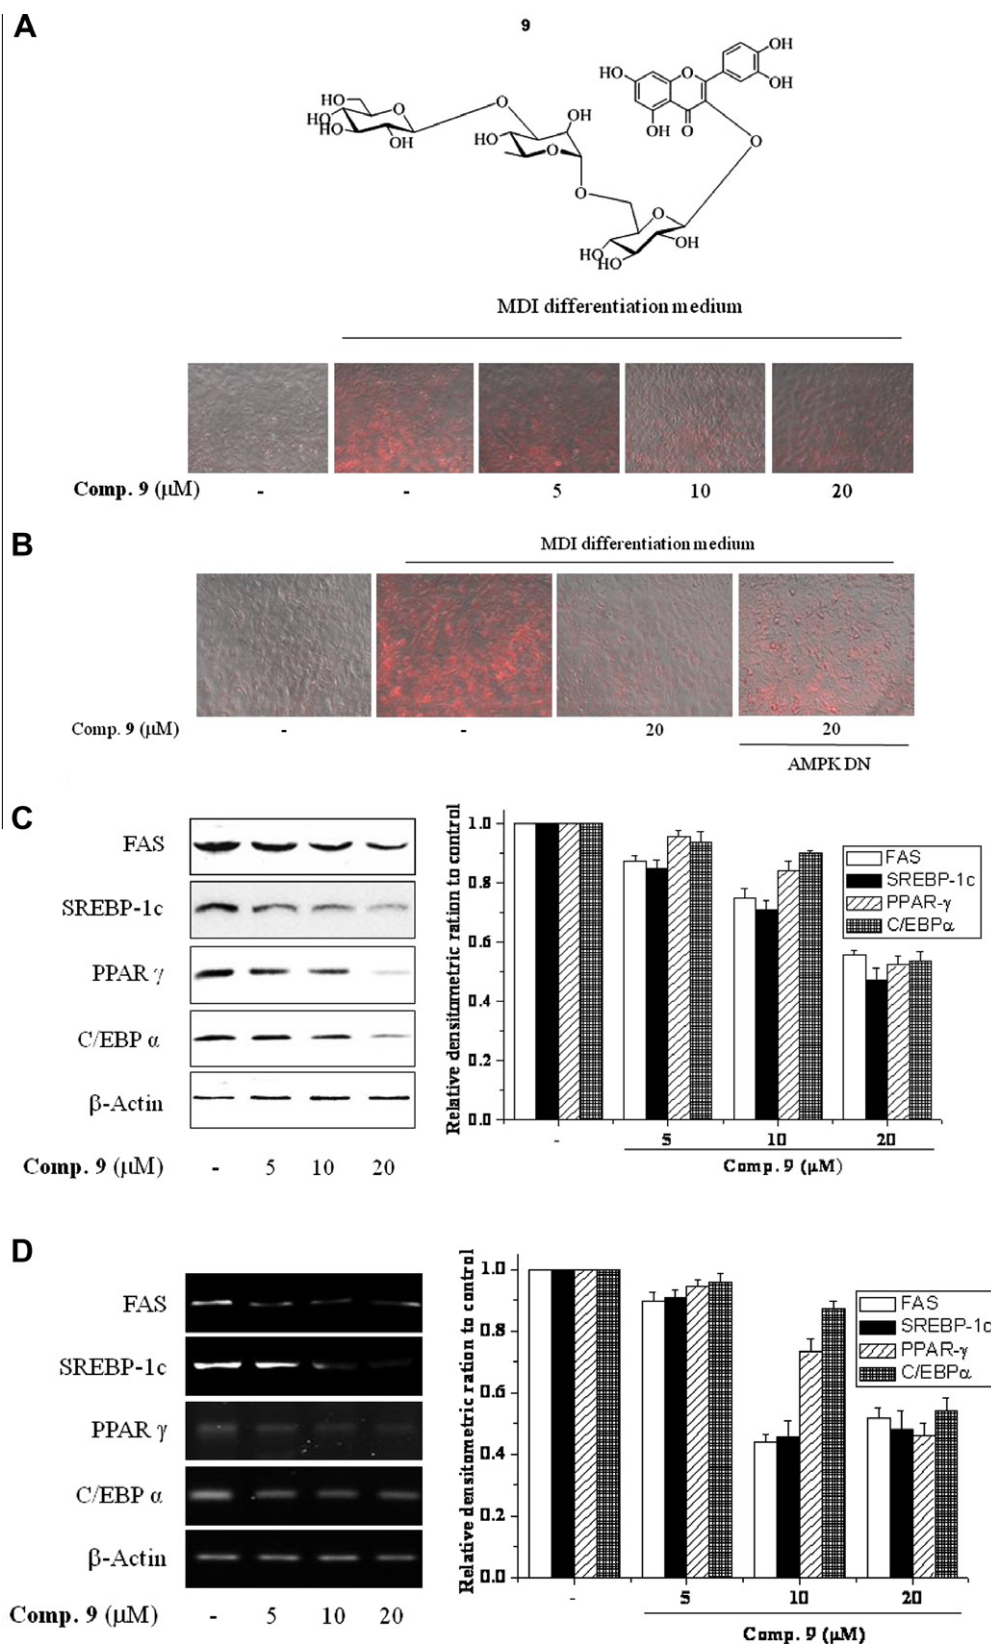 A
9
OH
OH
HO
O
OH
O
O
HO
HO
HO
O
OH
O
HO
OH
O
O
O
HO
HO
OH
MDI differentiation medium
Comp. 9 (μM)
-
-
5
10
20
B
MDI differentiation medium
Comp. 9 (μM)
-
-
20
20
AMPK DN
C
FAS
SREBP-1c
PPAR γ
C/EBP α
β-Actin
Comp. 9 (μM)
-
5
10
20
Relative densitometric ration to control
1.0
0.8
0.6
0.4
0.2
0.0
FAS
SREBP-1c
PPAR-γ
C/EBPα
-
5
10
20
Comp. 9 (μM)
D
FAS
SREBP-1c
PPAR γ
C/EBP α
β-Actin
Comp. 9 (μM)
-
5
10
20
Relative densitometric ration to control
1.0
0.8
0.6
0.4
0.2
0.0
FAS
SREBP-1c
PPAR-γ
C/EBPα
-
5
10
20
Comp. 9 (μM)